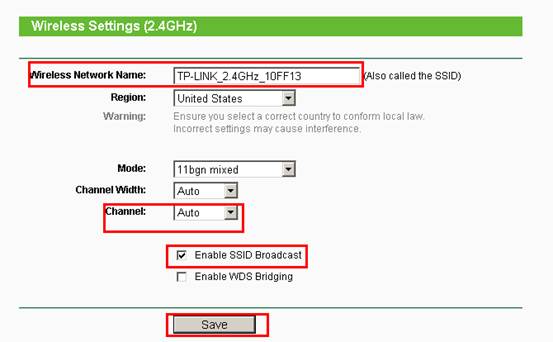 Wireless Settings (2.4GHz)
Wireless Network Name: TP-LINK_2.4GHz_10FF13 (Also called the SSID)
Region: United States
Warning: Ensure you select a correct country to conform local law.
Incorrect settings may cause interference.
Mode: 11bgn mixed
Channel Width: Auto
Channel: Auto
Enable SSID Broadcast
Enable WDS Bridging
Save